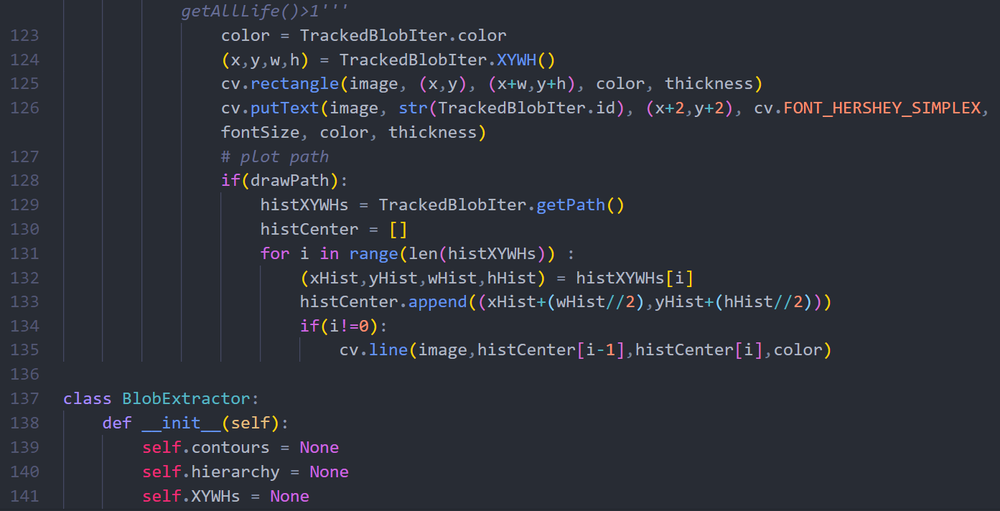 getAllLife()>1'''
123 color = TrackedBlobIter.color
124 (x,y,w,h) = TrackedBlobIter.XYWH()
125 cv.rectangle(image, (x,y), (x+w,y+h), color, thickness)
126 cv.putText(image, str(TrackedBlobIter.id), (x+2,y+2), cv.FONT_HERSHEY_SIMPLEX,
fontSize, color, thickness)
127 # plot path
128 if(drawPath):
129 histXYWHs = TrackedBlobIter.getPath()
130 histCenter = []
131 for i in range(len(histXYWHs)) :
132 (xHist,yHist,wHist,hHist) = histXYWHs[i]
133 histCenter.append((xHist+(wHist//2),yHist+(hHist//2)))
134 if(i!=0):
135 cv.line(image,histCenter[i-1],histCenter[i],color)
136
137 class BlobExtractor:
138 def __init__(self):
139 self.contours = None
140 self.hierarchy = None
141 self.XYWHs = None